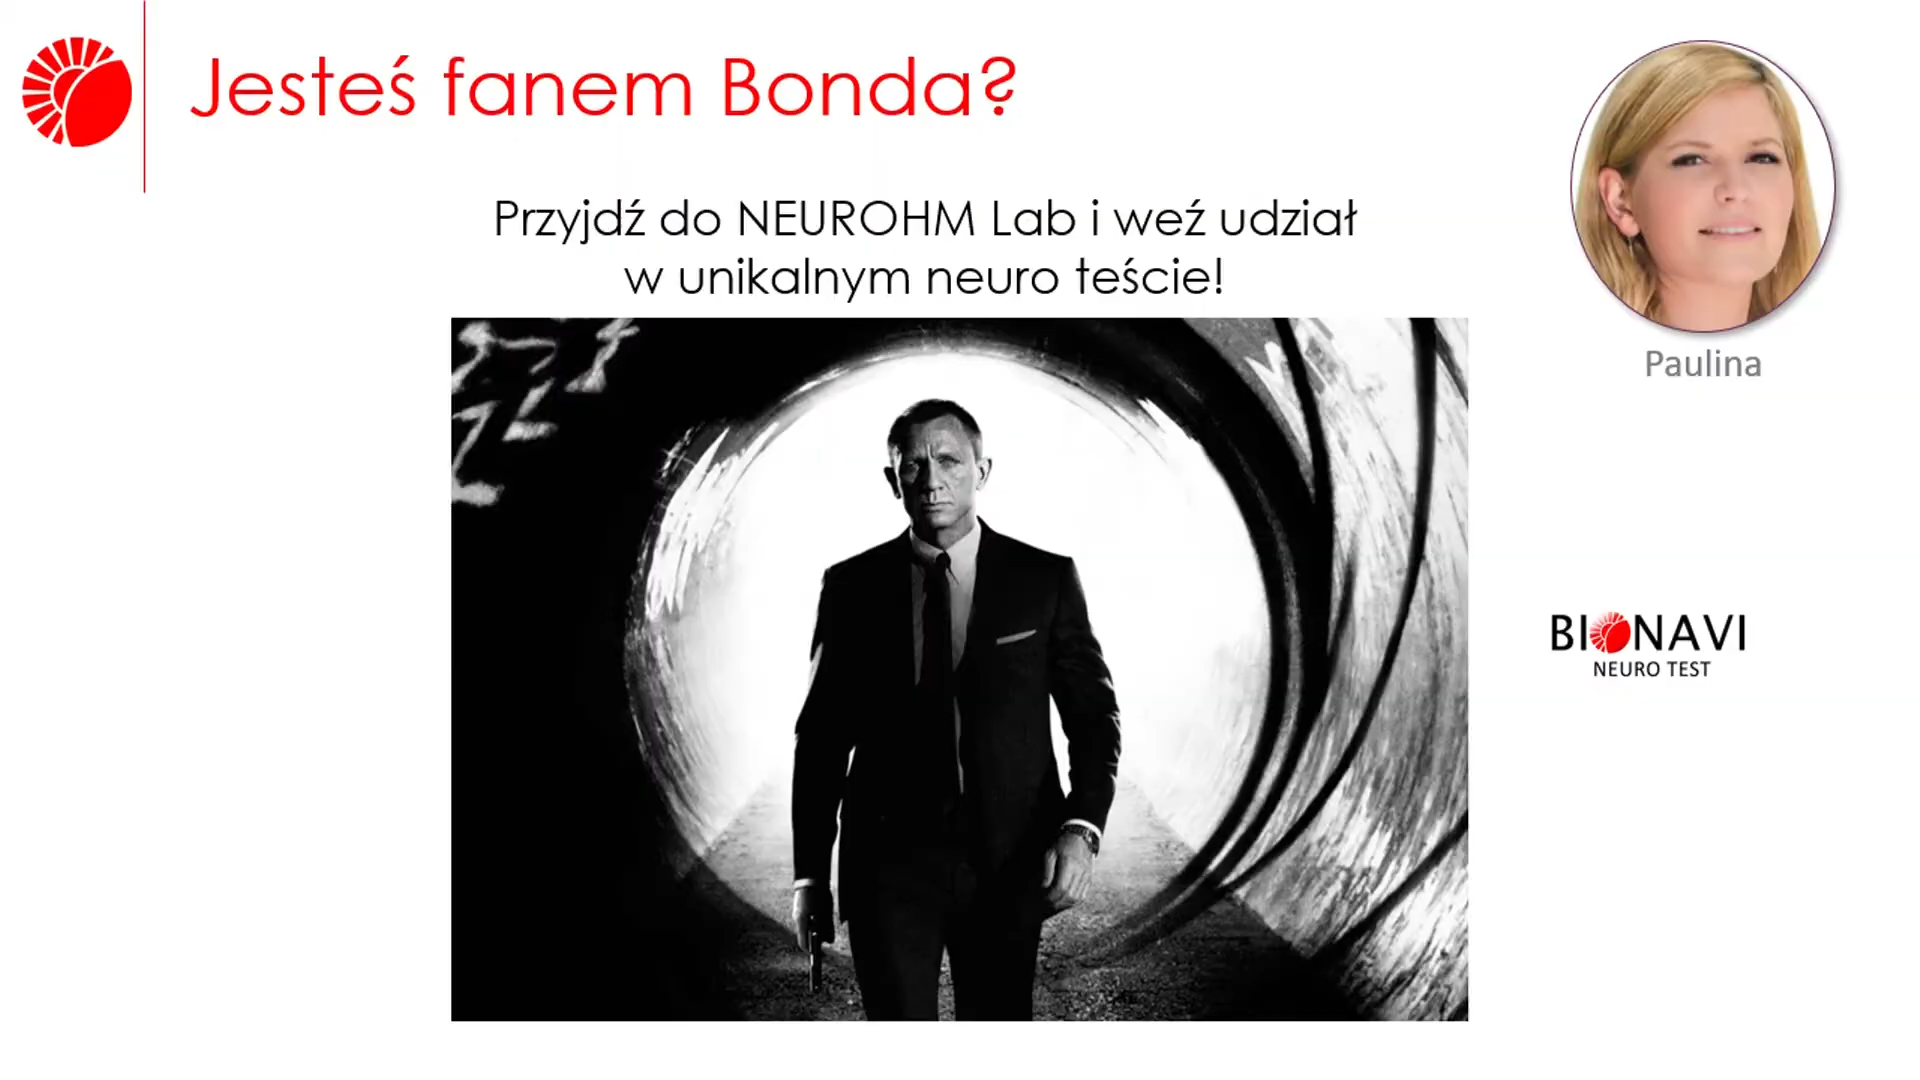 Jesteś fanem Bonda?
Przyjdź do NEUROHM Lab i weź udział
w unikalnym neuro teście!
Paulina
BIONAVI
NEURO TEST